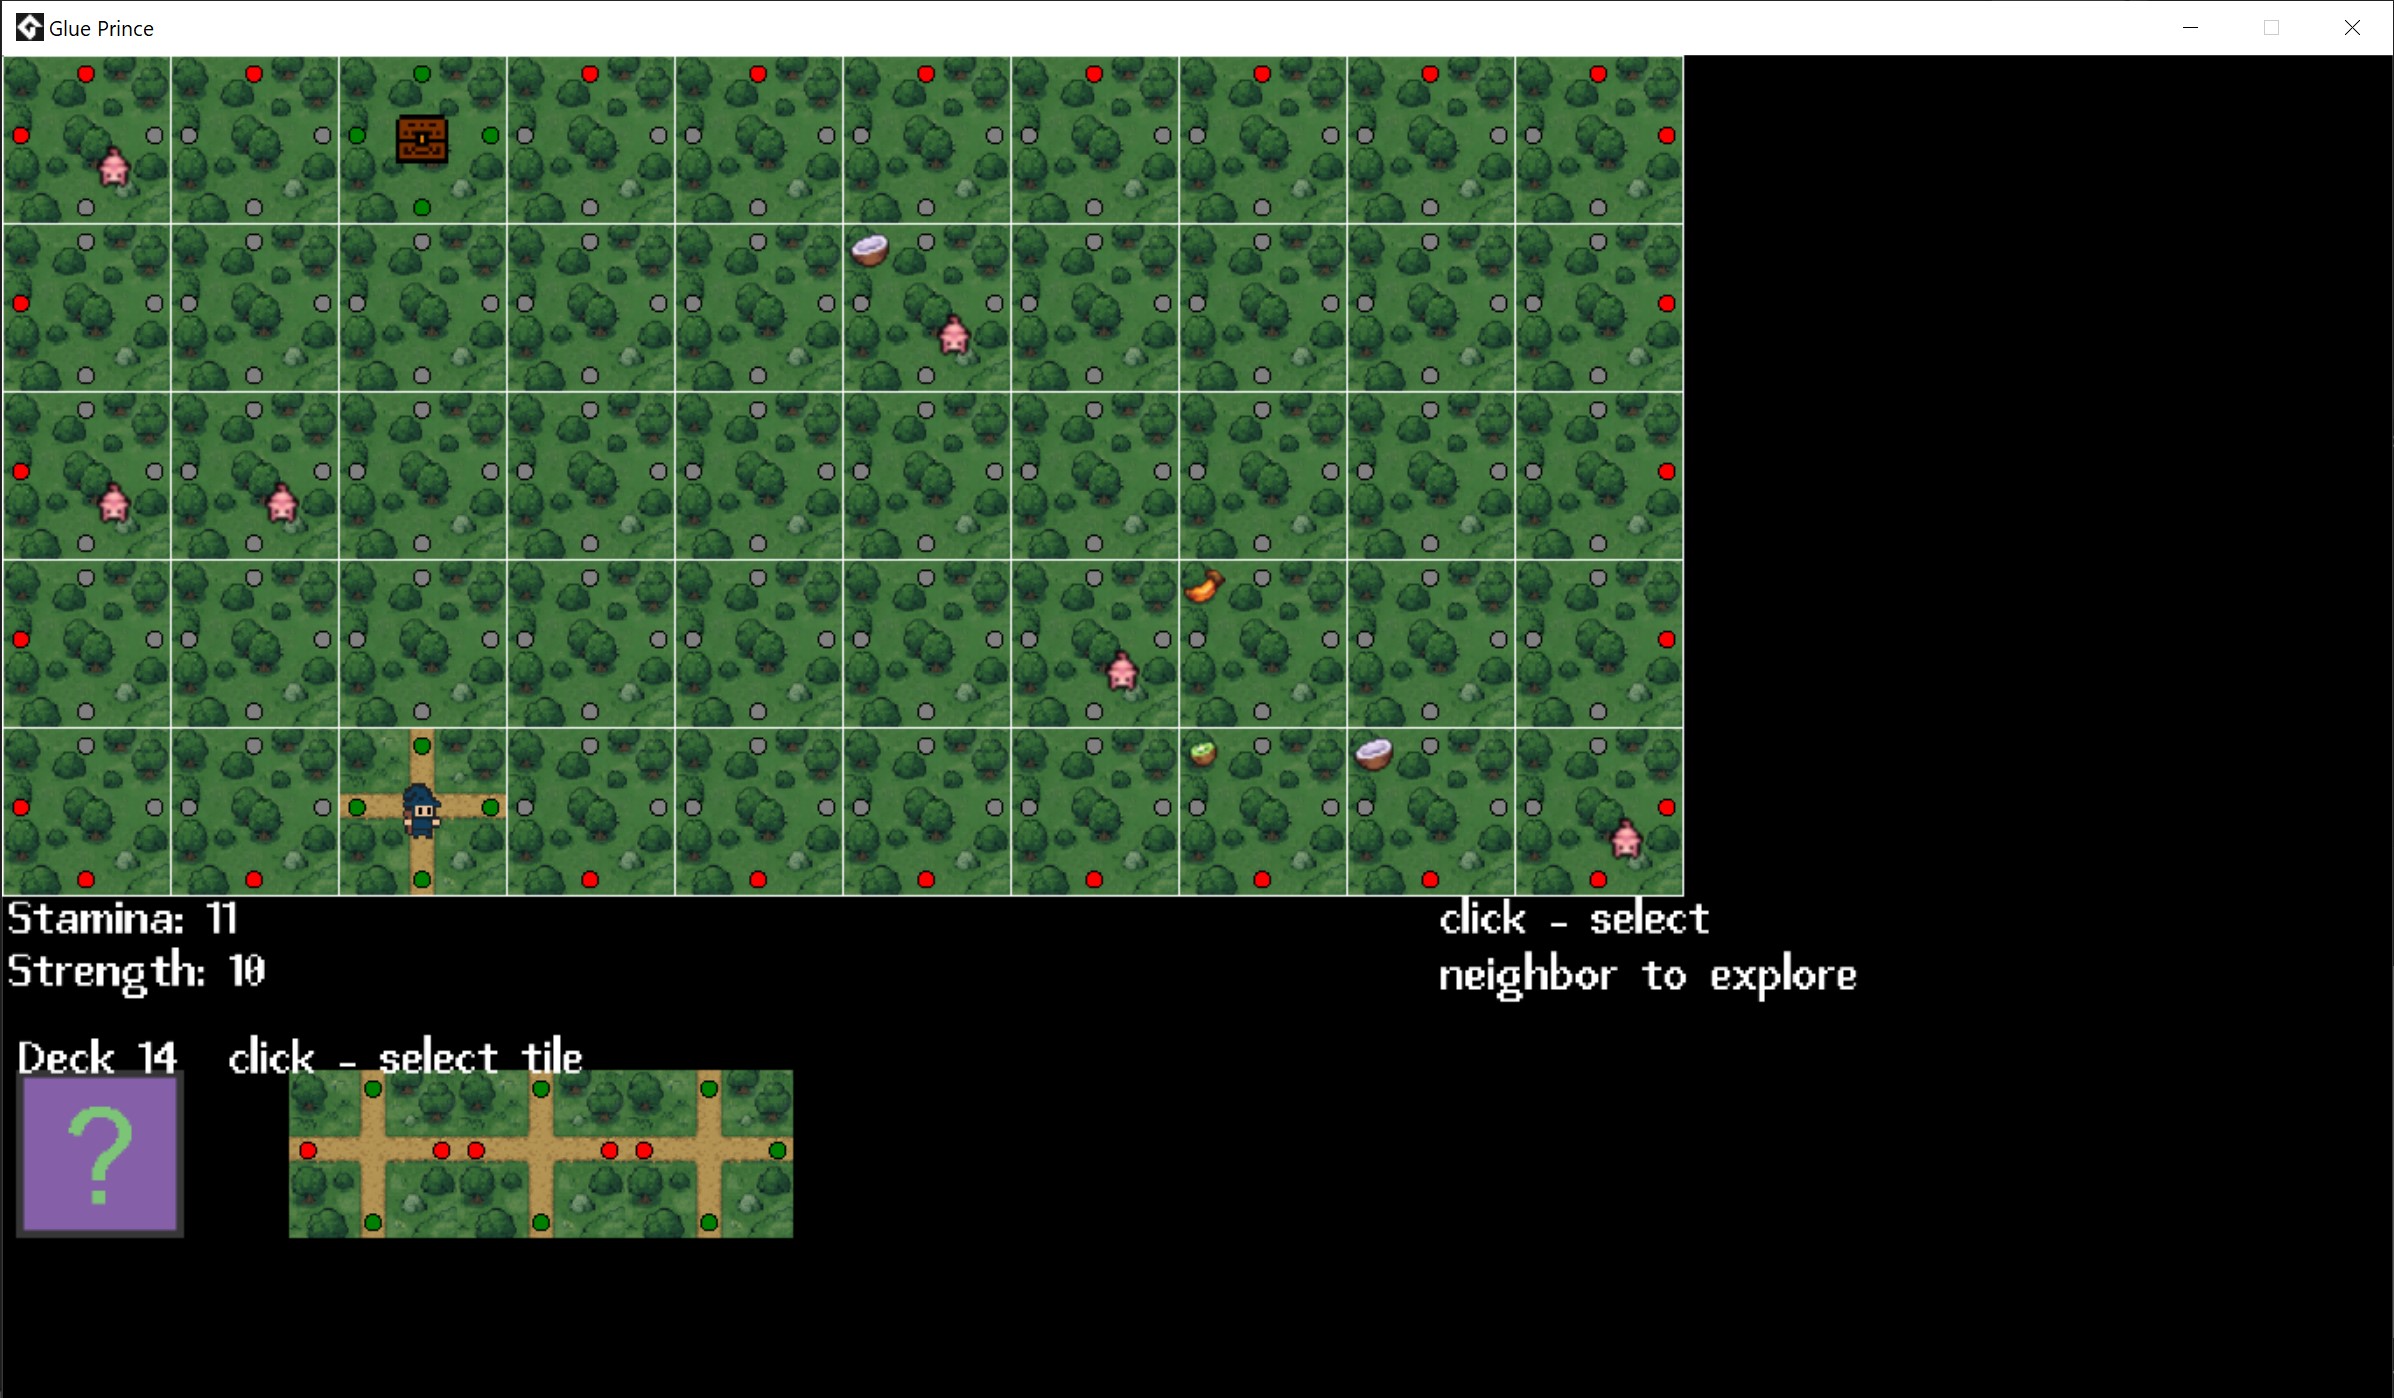 Glue Prince
Stamina: 11
Strength: 10
click - select
neighbor to explore
Deck 14
click - select tile
?